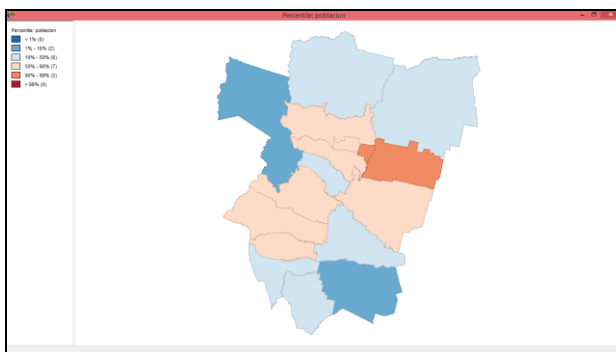 Percentile: poblacion
Percentile: poblacion
< 1% (0)
1% - 10% (2)
10% - 50% (6)
50% - 90% (7)
90% - 99% (2)
> 99% (0)